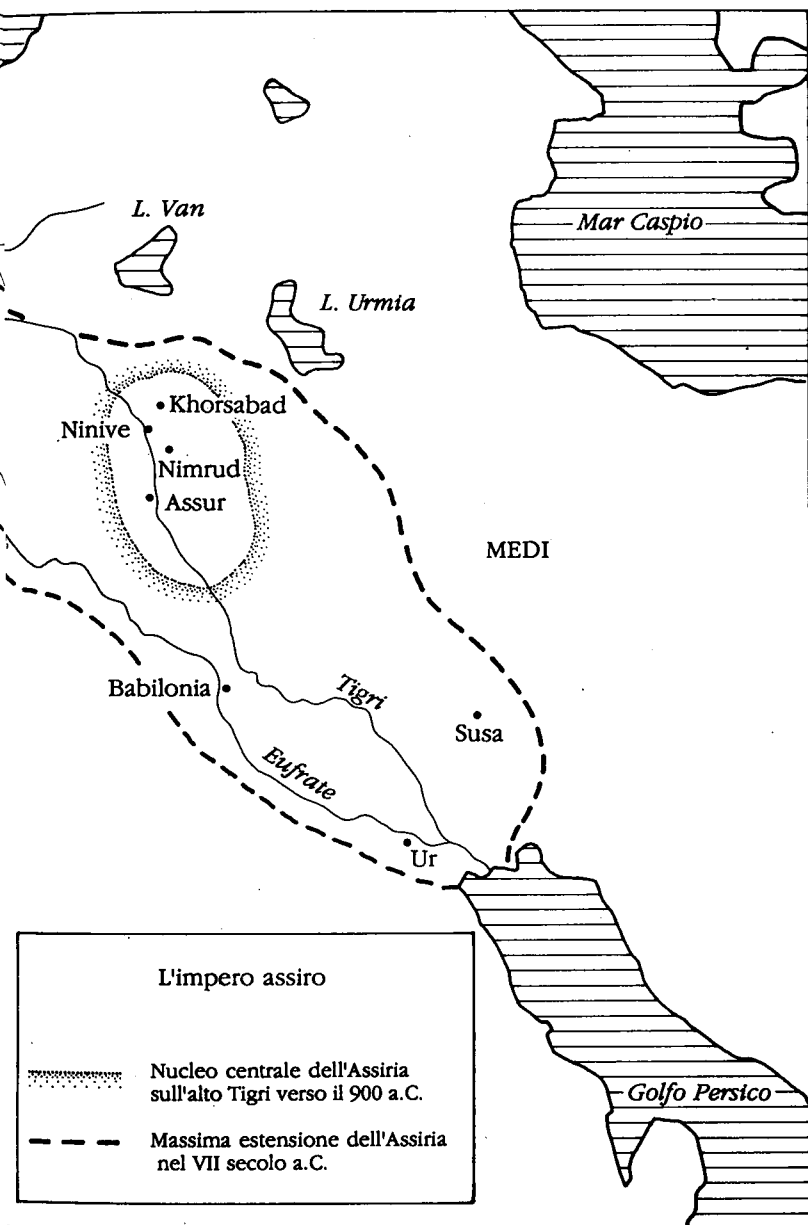 L. Van
Mar Caspio
L. Urmia
Khorsabad
Ninive
Nimrud
Assur
MEDI
Babilonia
Tigri
Susa
Eufrate
Ur
L'impero assiro
Nucleo centrale dell'Assiria
sull'alto Tigri verso il 900 a.C.
Massima estensione dell'Assiria
nel VII secolo a.C.
Golfo Persico